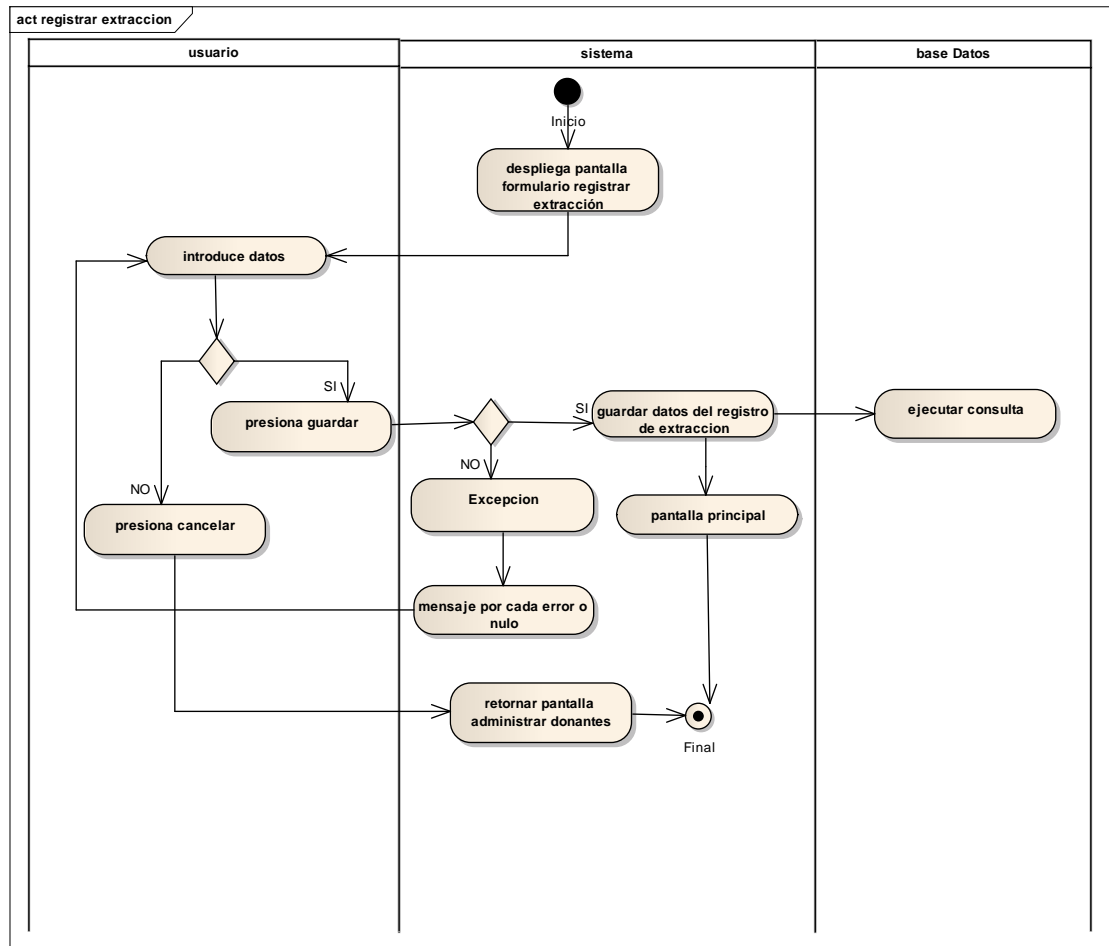 act registrar extraccion
usuario
sistema
base Datos
Inicio
despliega pantalla
formulario registrar
extracción
introduce datos
SI
presiona guardar
SI
guardar datos del registro
de extraccion
ejecutar consulta
NO
Excepcion
NO
presiona cancelar
pantalla principal
mensaje por cada error o
nulo
retornar pantalla
administrar donantes
Final